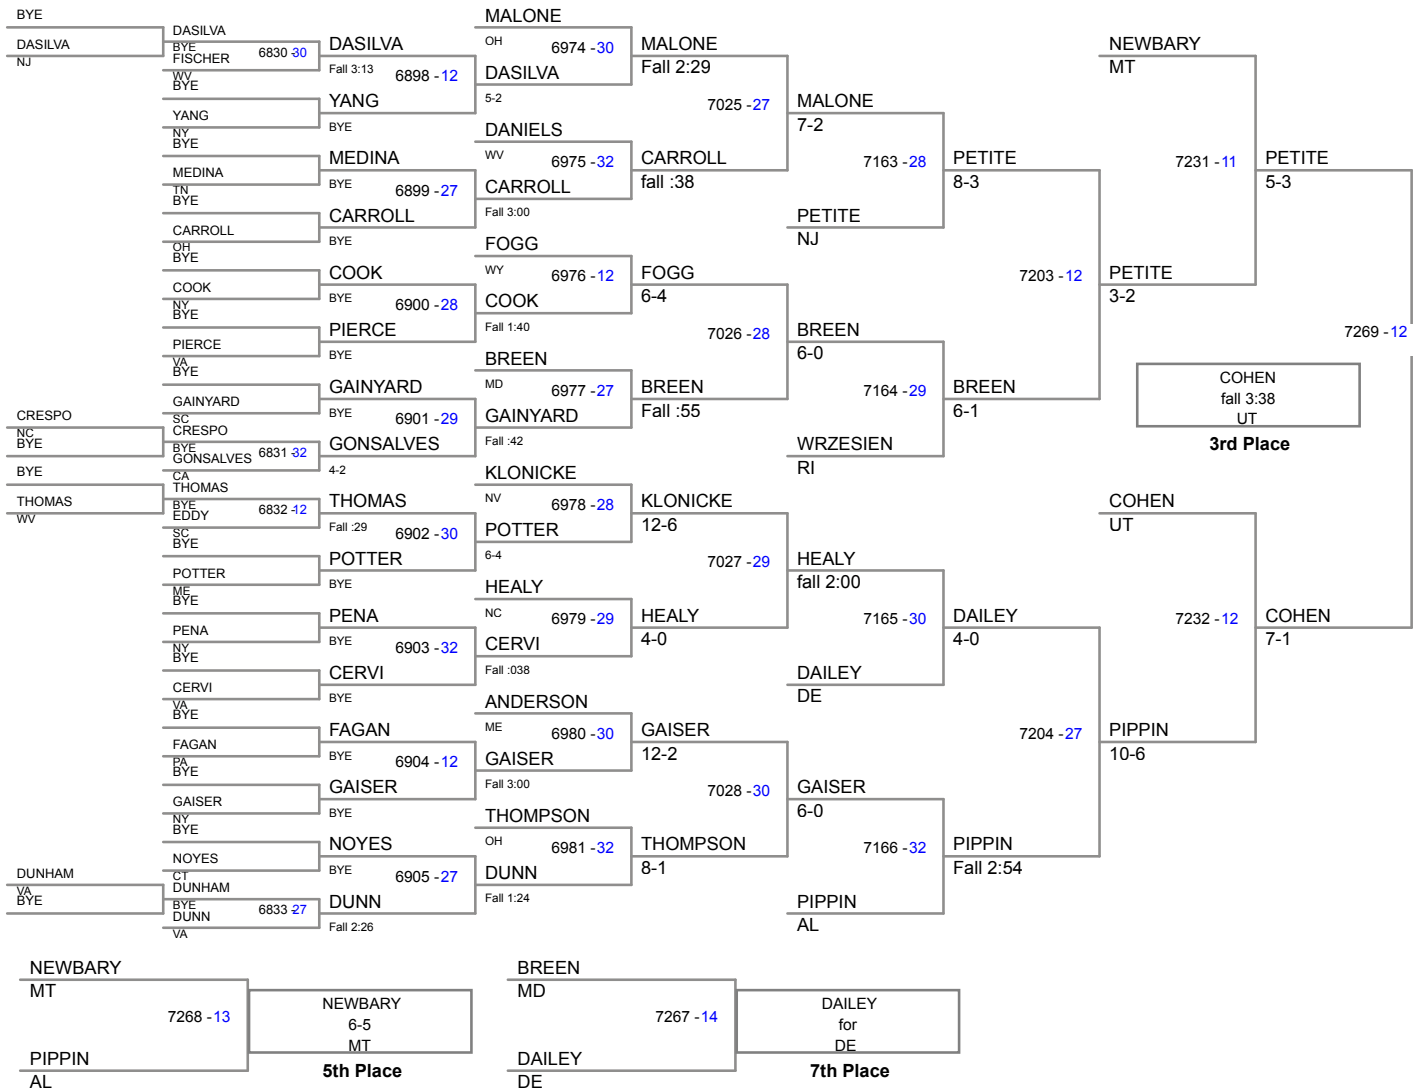 BYE
DASILVA
NJ
CRESPO
NC
BYE
BYE
THOMAS
WV
DUNHAM
VA
BYE
DASILVA
BYE
FISCHER
6830 -30
WV
BYE
YANG
NY
BYE
MEDINA
TN
BYE
CARROLL
OH
BYE
COOK
NY
BYE
PIERCE
VA
BYE
GAINYARD
SC
CRESPO
BYE
GONSALVES
6831 -32
CA
THOMAS
BYE
EDDY
6832 -12
SC
BYE
POTTER
ME
BYE
PENA
NY
BYE
CERVI
VA
BYE
FAGAN
PA
BYE
GAISER
NY
BYE
NOYES
CT
DUNHAM
BYE
DUNN
6833 -27
VA
DASILVA
Fall 3:13
6898 -12
YANG
BYE
MEDINA
BYE
6899 -27
CARROLL
BYE
COOK
BYE
6900 -28
PIERCE
BYE
GAINYARD
BYE
6901 -29
GONSALVES
4-2
THOMAS
Fall :29
6902 -30
POTTER
BYE
PENA
BYE
6903 -32
CERVI
BYE
FAGAN
BYE
6904 -12
GAISER
BYE
NOYES
BYE
6905 -27
DUNN
Fall 2:26
MALONE
OH
6974 -30
DASILVA
5-2
DANIELS
WV
6975 -32
CARROLL
Fall 3:00
FOGG
WY
6976 -12
COOK
Fall 1:40
BREEN
MD
6977 -27
GAINYARD
Fall :42
KLONICKE
NV
6978 -28
POTTER
6-4
HEALY
NC
6979 -29
CERVI
Fall :038
ANDERSON
ME
6980 -30
GAISER
Fall 3:00
THOMPSON
OH
6981 -32
DUNN
Fall 1:24
MALONE
Fall 2:29
7025 -27
CARROLL
fall :38
FOGG
6-4
7026 -28
BREEN
Fall :55
KLONICKE
12-6
7027 -29
HEALY
4-0
GAISER
12-2
7028 -30
THOMPSON
8-1
MALONE
7-2
7163 -28
PETITE
NJ
BREEN
6-0
7164 -29
WRZESIEN
RI
HEALY
fall 2:00
7165 -30
DAILEY
DE
GAISER
6-0
7166 -32
PIPPIN
AL
PETITE
8-3
7203 -12
BREEN
6-1
DAILEY
4-0
7204 -27
PIPPIN
Fall 2:54
NEWBARY
MT
7231 -11
PETITE
3-2
COHEN
UT
7232 -12
PIPPIN
10-6
PETITE
5-3
7269 -12
COHEN
7-1
COHEN
fall 3:38
UT
3rd Place
NEWBARY
MT
7268 -13
PIPPIN
AL
NEWBARY
6-5
MT
5th Place
BREEN
MD
7267 -14
DAILEY
DE
DAILEY
for
DE
7th Place